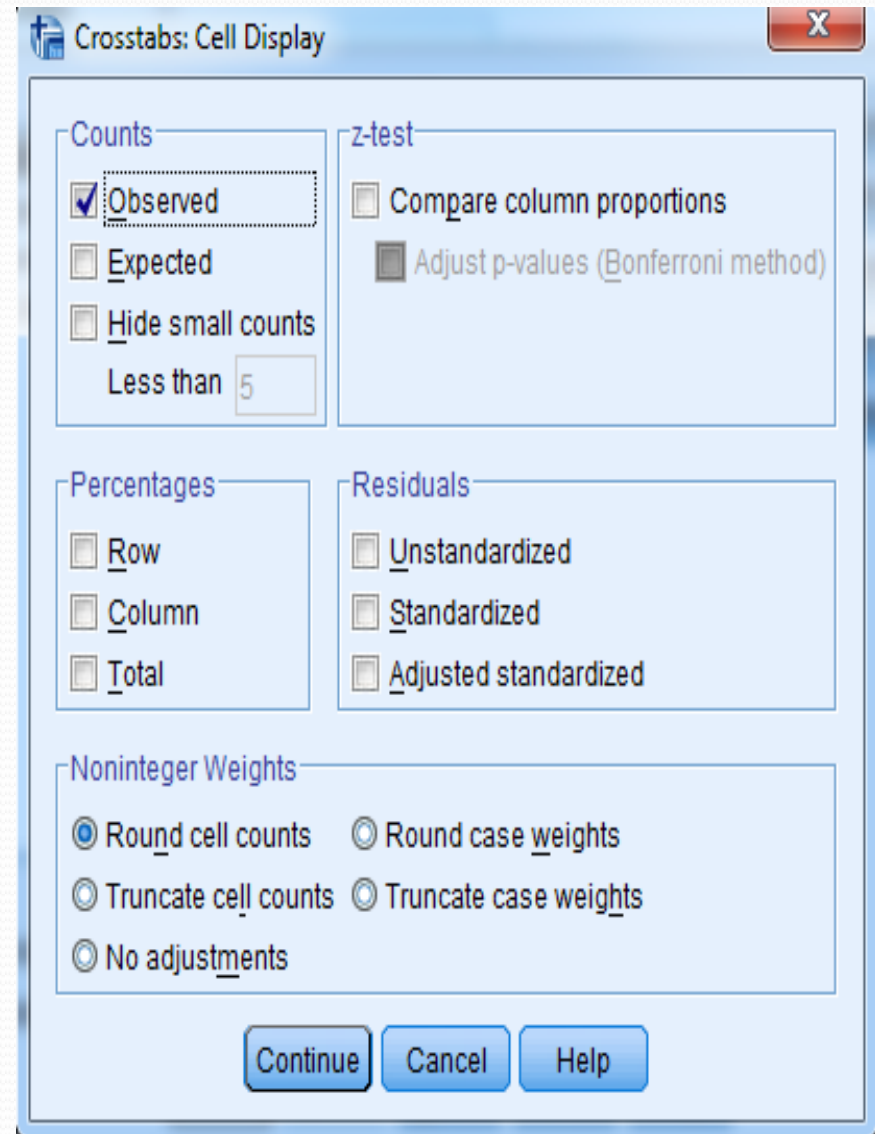 Crosstabs: Cell Display
X
Counts
Observed
Expected
Hide small counts
Less than 5
z-test
Compare column proportions
Adjust p-values (Bonferroni method)
Percentages
Row
Column
Total
Residuals
Unstandardized
Standardized
Adjusted standardized
Noninteger Weights
Round cell counts Round case weights
Truncate cell counts Truncate case weights
No adjustments
Continue Cancel Help